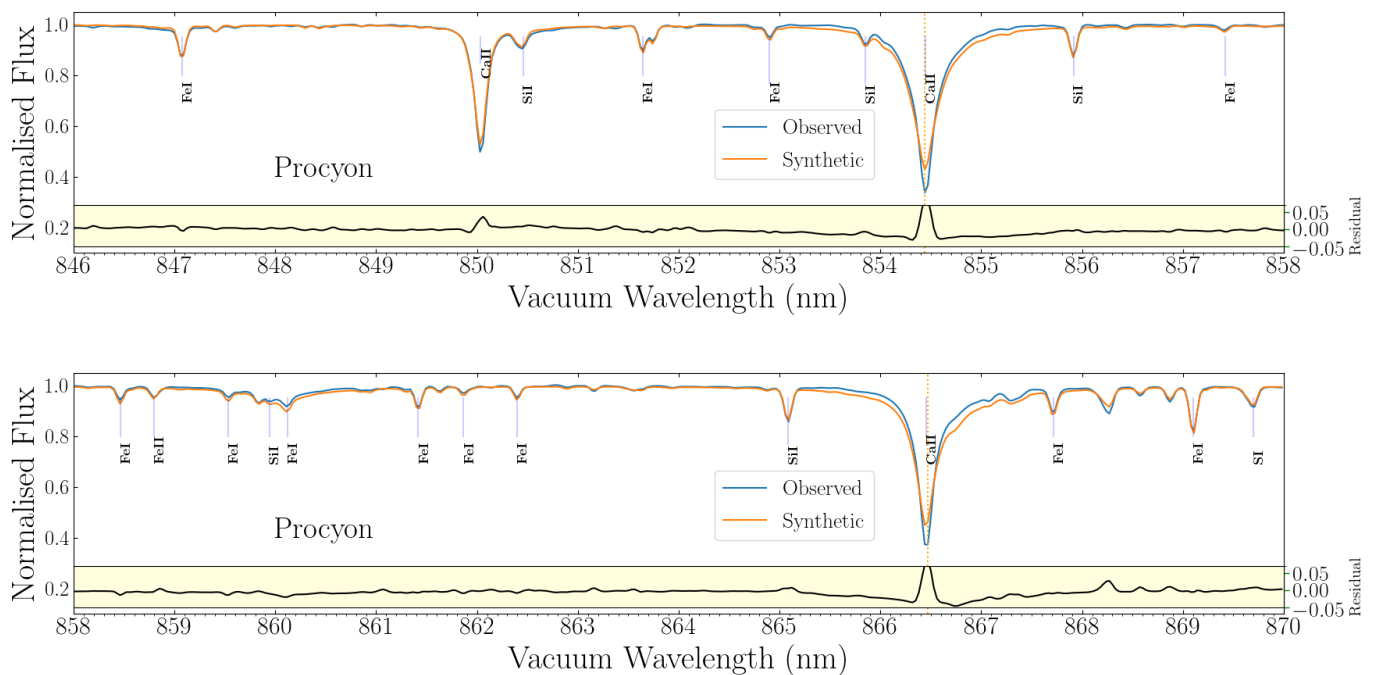 Normalised Flux
1.0
0.8
0.6
0.4
0.2
FeI
CaII
SiI
FeI
FeI
SiI
CaII
SiI
FeI
Observed
Synthetic
Procyon
0.05
0.00
−0.05
Residual
846 847 848 849 850 851 852 853 854 855 856 857 858
Vacuum Wavelength (nm)
Normalised Flux
1.0
0.8
0.6
0.4
0.2
FeI
FeII
FeI
SiI
FeI
FeI
FeI
FeI
SiI
CaII
FeI
FeI
SI
Observed
Synthetic
Procyon
0.05
0.00
−0.05
Residual
858 859 860 861 862 863 864 865 866 867 868 869 870
Vacuum Wavelength (nm)